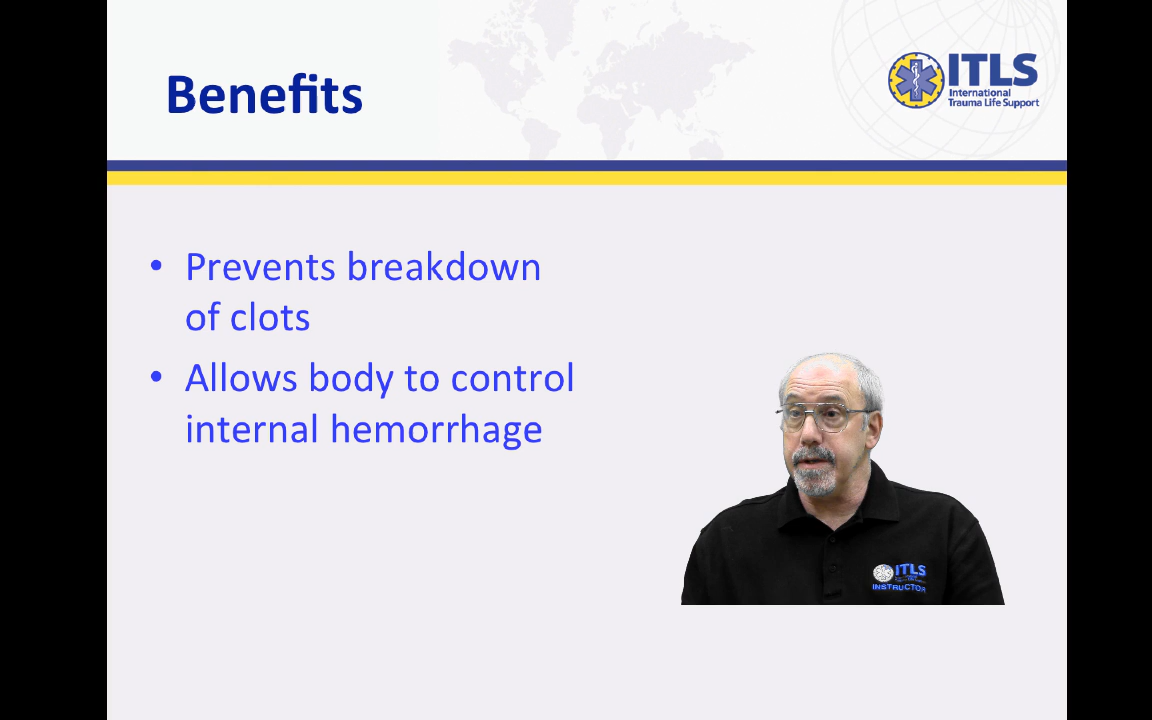 Benefits
ITLS
International
Trauma Life Support
• Prevents breakdown
of clots
• Allows body to control
internal hemorrhage
ITLS
INSTRUCTOR